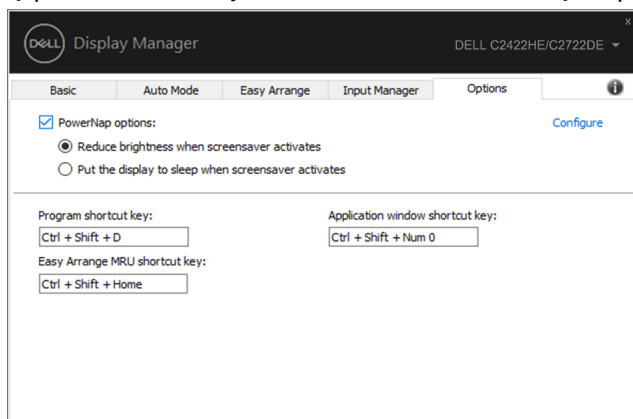 DELL Display Manager
x
DELL C2422HE/C2722DE
Basic Auto Mode Easy Arrange Input Manager Options
PowerNap options:
Configure
Reduce brightness when screensaver activates
Put the display to sleep when screensaver activates
Program shortcut key:
Application window shortcut key:
Ctrl + Shift + D
Ctrl + Shift + Num 0
Easy Arrange MRU shortcut key:
Ctrl + Shift + Home